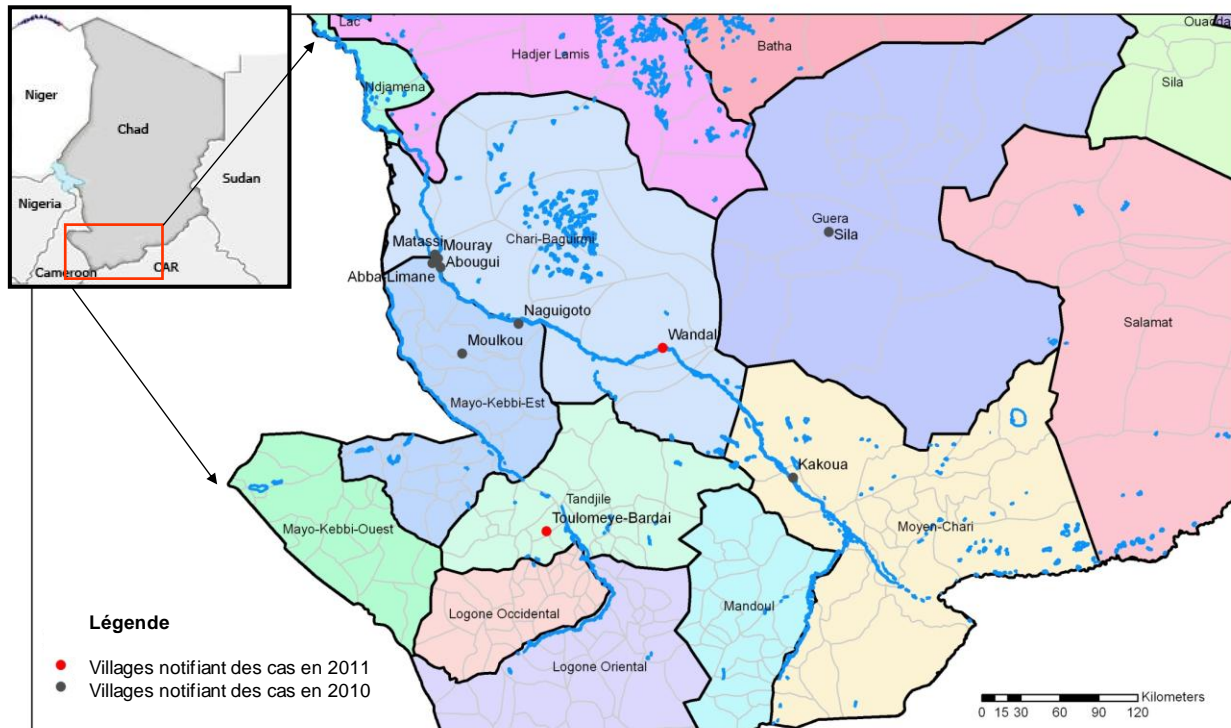 Niger
Chad
Sudan
Nigeria
Cameroon
CAR
Lac
Hadjer Lamis
Batha
Ouadda
Sila
Ndjamena
Guera
Sila
Matassi
Mouray
Chari-Baguirmi
Abougui
Abba-Limane
Naguigoto
Salamat
Wandal
Moulkou
Mayo-Kebbi-Est
Kakoua
Tandjile
Toulomeye-Bardai
Mayo-Kebbi-Ouest
Moyen-Chari
Mandoul
Logone Occidental
Logone Oriental
Légende
Villages notifiant des cas en 2011
Villages notifiant des cas en 2010
Kilometers
0 15 30 60 90 120